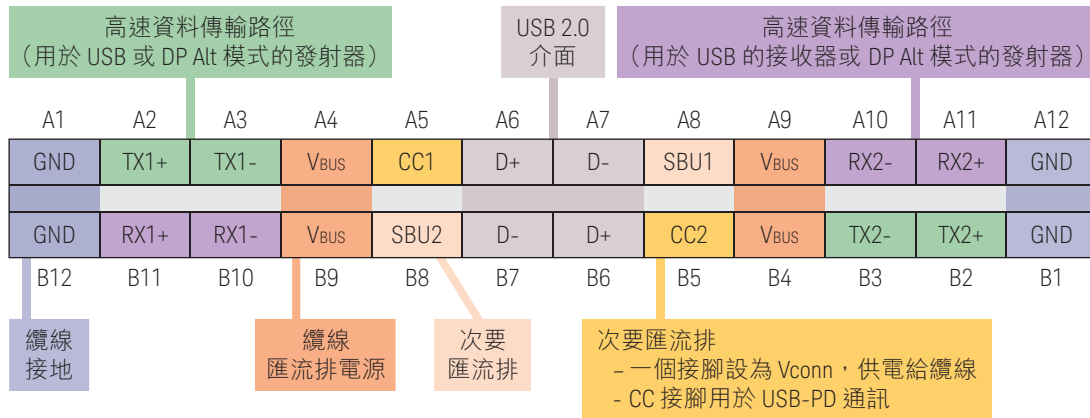 高速資料傳輸路徑
（用於 USB 或 DP Alt 模式的發射器）
USB 2.0
介面
高速資料傳輸路徑
（用於 USB 的接收器或 DP Alt 模式的發射器）
A1 A2 A3 A4 A5 A6 A7 A8 A9 A10 A11 A12
GND TX1+ TX1- VBUS CC1 D+ D- SBU1 VBUS RX2- RX2+ GND
GND RX1+ RX1- VBUS SBU2 D- D+ CC2 VBUS TX2- TX2+ GND
B12 B11 B10 B9 B8 B7 B6 B5 B4 B3 B2 B1
纜線
接地
纜線
匯流排電源
次要
匯流排
次要匯流排
– 一個接腳設為 Vconn，供電給纜線
- CC 接腳用於 USB-PD 通訊